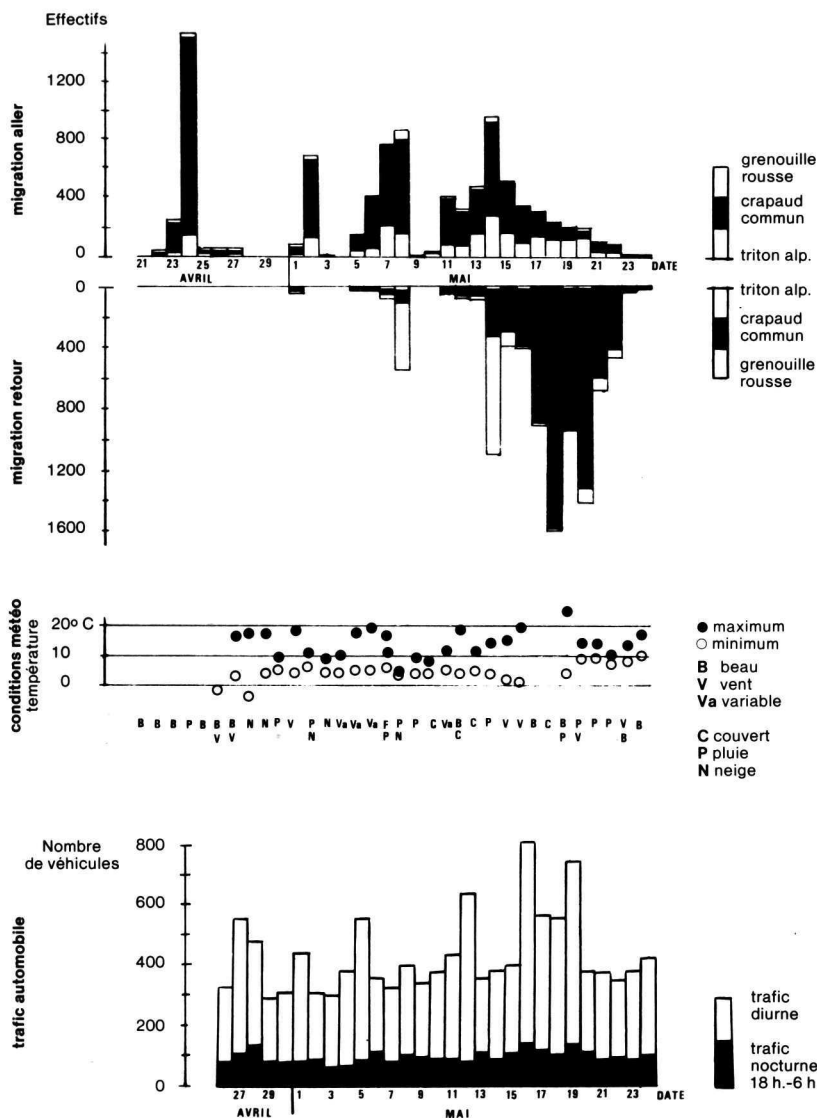 Effectifs
1200
800
400
0
migration aller
grenouille
rousse
crapaud
commun
triton alp.
21 23 25 27 29 1 3 5 7 9 11 13 15 17 19 21 23 DATE
AVRIL MAI
0
400
800
1200
1600
migration retour
triton alp.
crapaud
commun
grenouille
rousse
conditions météo
température
20° C
10
0
maximum
minimum
B beau
V vent
Va variable
C couvert
P pluie
N neige
B B B P B B B N N P V P N Va Va Va F P P C Va B C P V V B C B P P P V B
V V N P N C P V B
Nombre
de véhicules
800
600
400
200
0
trafic automobile
trafic
diurne
trafic
nocturne
18 h.-6 h
27 29 1 3 5 7 9 11 13 15 17 19 21 23 DATE
AVRIL MAI